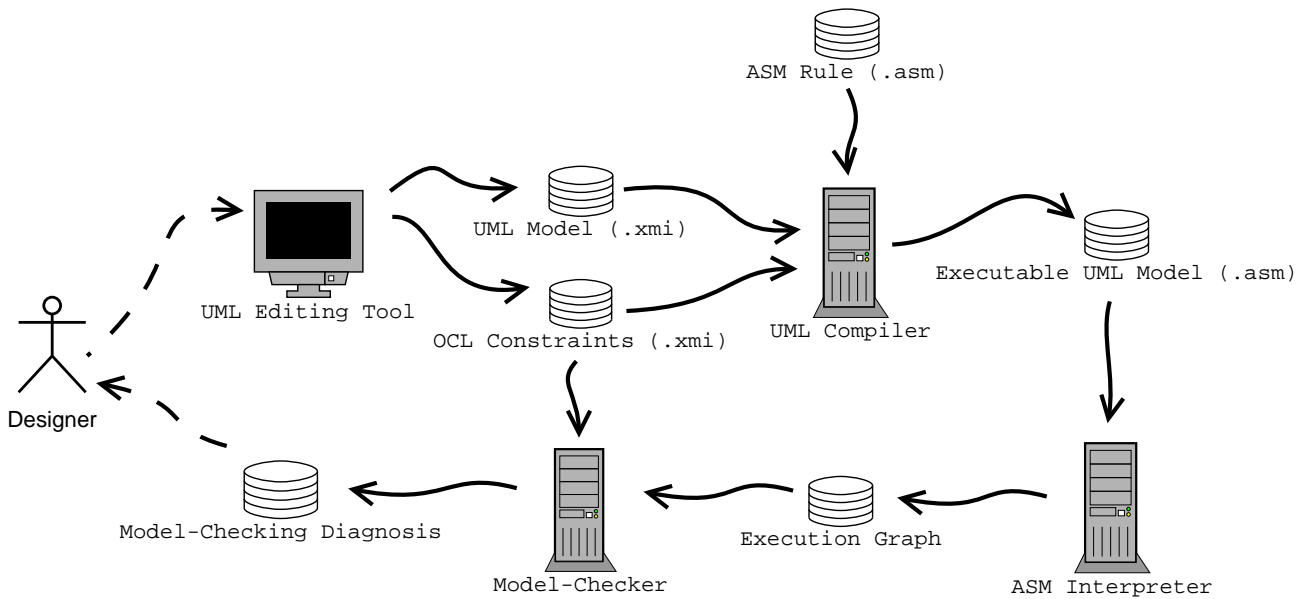 ASM Rule (.asm)
UML Model (.xmi)
Executable UML Model (.asm)
UML Editing Tool
OCL Constraints (.xmi)
UML Compiler
Designer
Model-Checking Diagnosis
Execution Graph
Model-Checker
ASM Interpreter